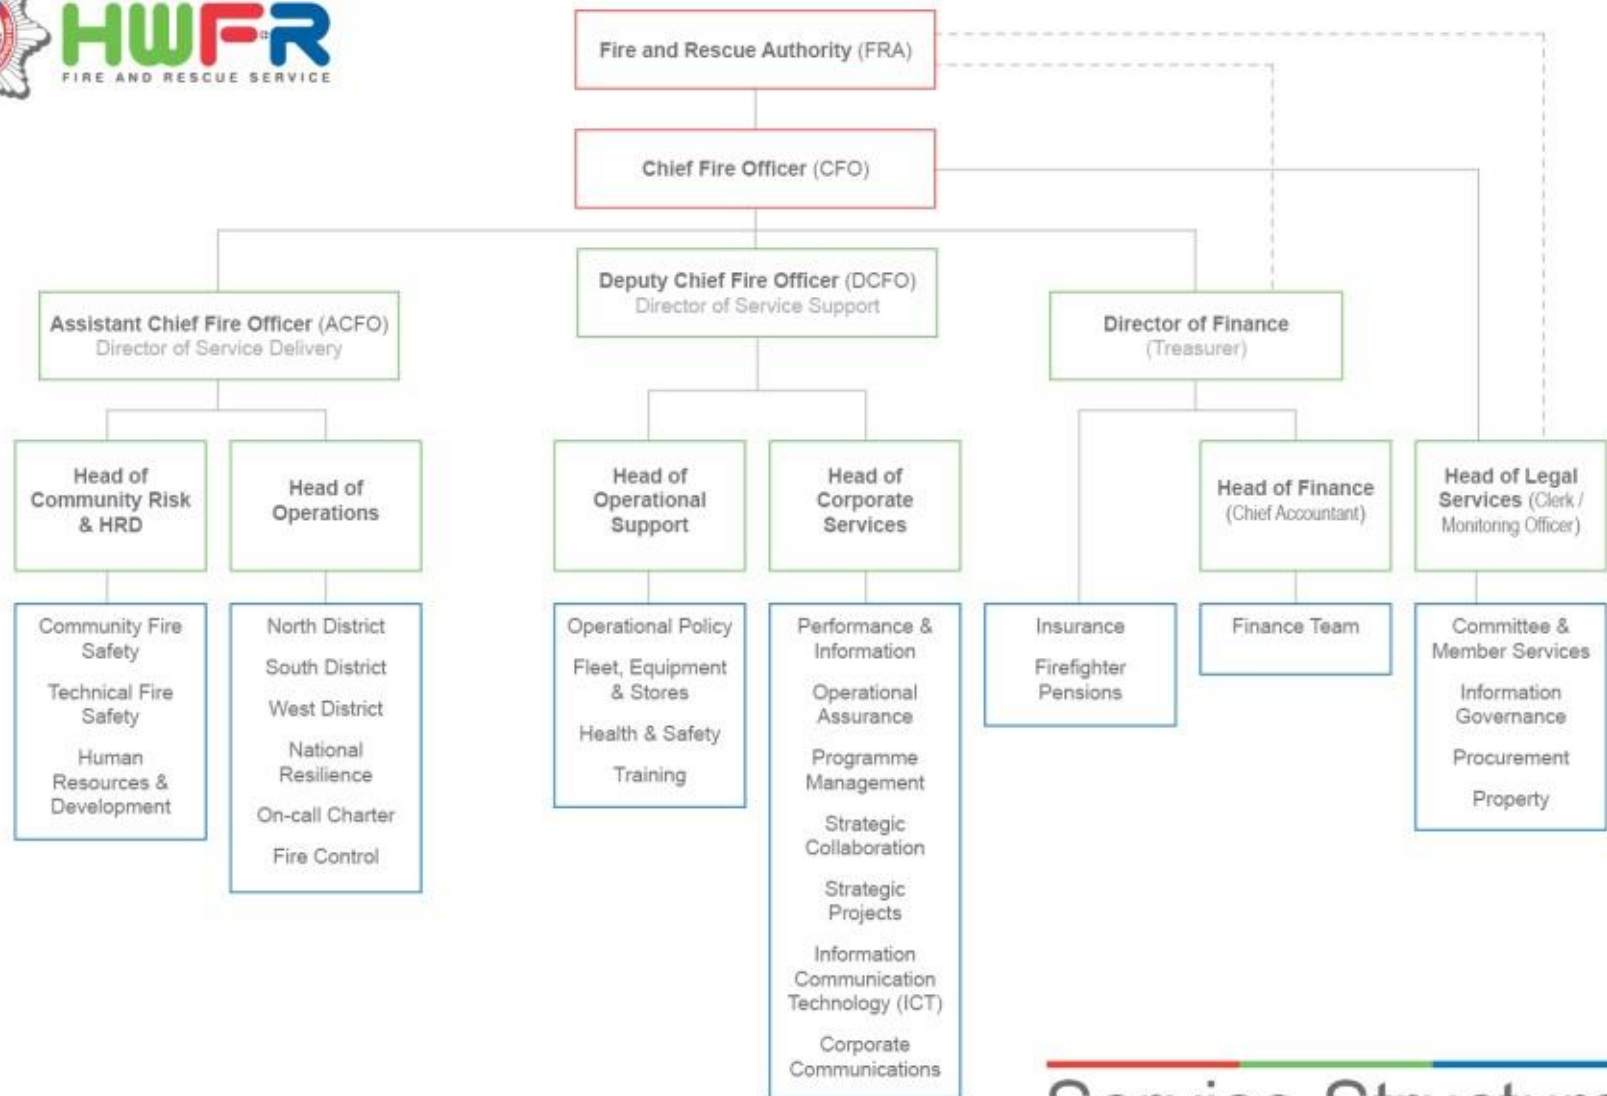 HWFR
FIRE AND RESCUE SERVICE
Fire and Rescue Authority (FRA)
Chief Fire Officer (CFO)
Deputy Chief Fire Officer (DCFO)
Director of Service Support
Assistant Chief Fire Officer (ACFO)
Director of Service Delivery
Director of Finance
(Treasurer)
Head of
Community Risk
& HRD
Head of
Operations
Head of
Operational
Support
Head of
Corporate
Services
Head of Finance
(Chief Accountant)
Head of Legal
Services (Clerk /
Monitoring Officer)
Community Fire
Safety
Technical Fire
Safety
Human
Resources &
Development
North District
South District
West District
National
Resilience
On-call Charter
Fire Control
Operational Policy
Fleet, Equipment
& Stores
Health & Safety
Training
Performance &
Information
Operational
Assurance
Programme
Management
Strategic
Collaboration
Strategic
Projects
Information
Communication
Technology (ICT)
Corporate
Communications
Insurance
Firefighter
Pensions
Finance Team
Committee &
Member Services
Information
Governance
Procurement
Property
Service Structure